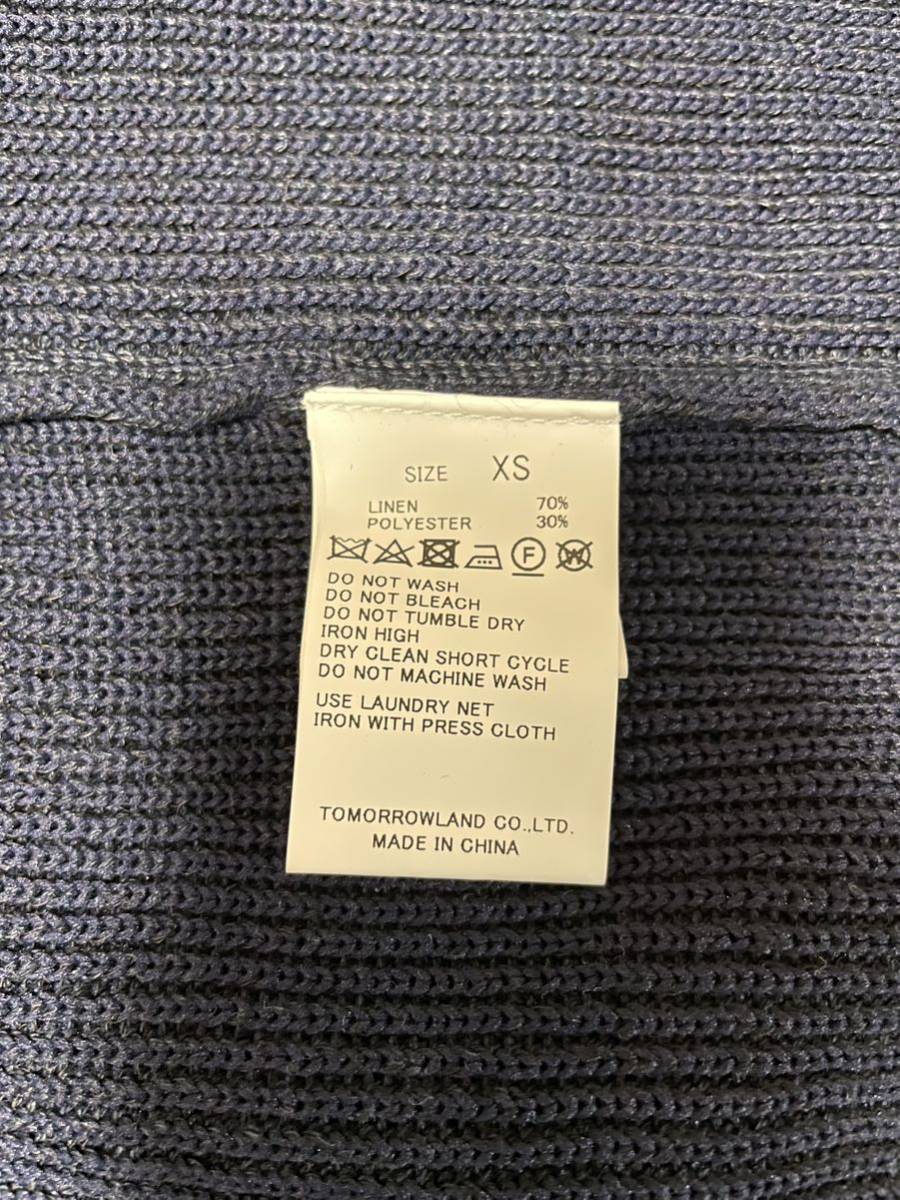 SIZE XS
LINEN 70%
POLYESTER 30%
F W
DO NOT WASH
DO NOT BLEACH
DO NOT TUMBLE DRY
IRON HIGH
DRY CLEAN SHORT CYCLE
DO NOT MACHINE WASH
USE LAUNDRY NET
IRON WITH PRESS CLOTH
TOMORROWLAND CO.,LTD.
MADE IN CHINA